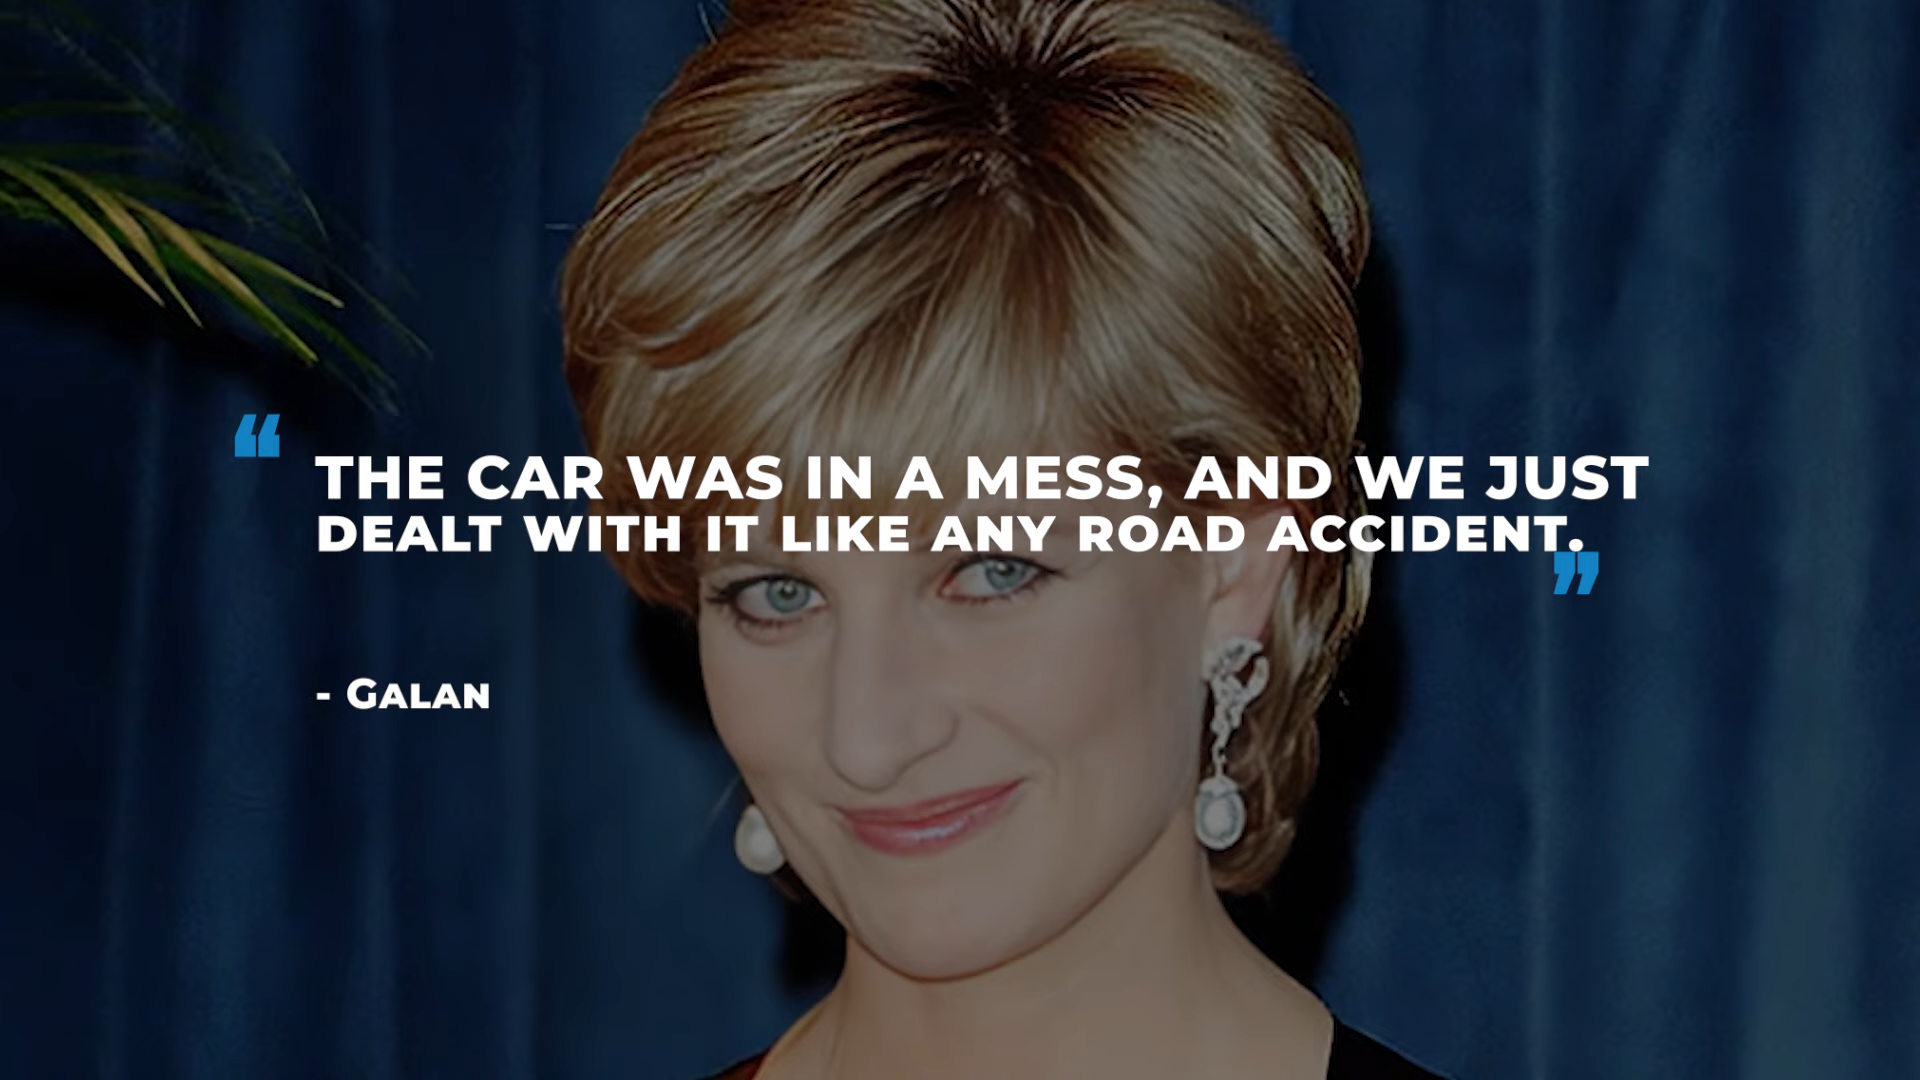 “ THE CAR WAS IN A MESS, AND WE JUST
DEALT WITH IT LIKE ANY ROAD ACCIDENT. ”
- GALAN